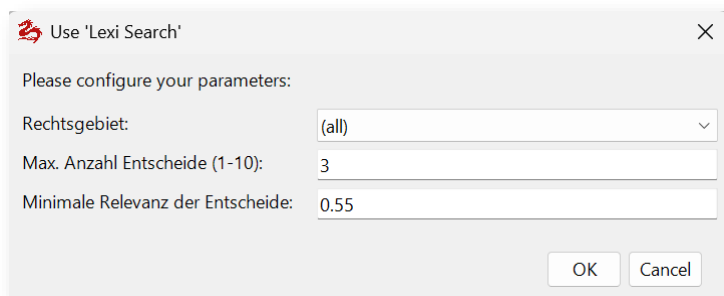 Use 'Lexi Search'
Please configure your parameters:
Rechtsgebiet: (all)
Max. Anzahl Entscheide (1-10): 3
Minimale Relevanz der Entscheide: 0.55
OK Cancel